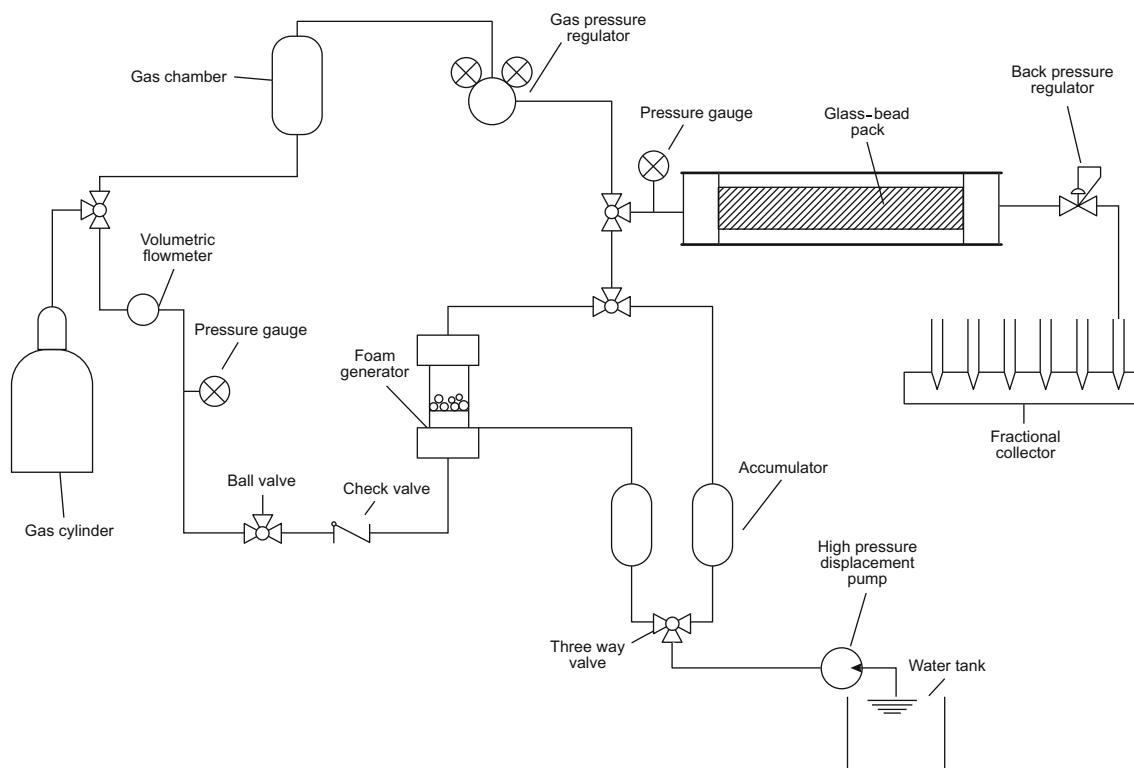 Gas pressure
regulator
Gas chamber
Back pressure
regulator
Pressure gauge
Glass-bead
pack
Volumetric
flowmeter
Pressure gauge
Foam
generator
Fractional
collector
Ball valve
Check valve
Accumulator
Gas cylinder
High pressure
displacement
pump
Three way
valve
Water tank